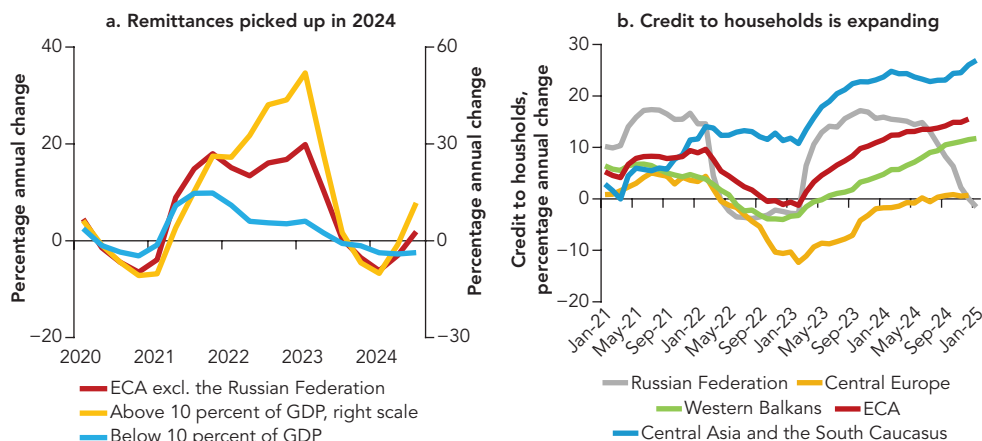 a. Remittances picked up in 2024
Percentage annual change
40
20
0
−20
60
30
0
−30
Percentage annual change
2020 2021 2022 2023 2024
ECA excl. the Russian Federation
Above 10 percent of GDP, right scale
Below 10 percent of GDP
b. Credit to households is expanding
Credit to housholds,
percentage annual change
30
20
10
0
−10
−20
Jan-21 May-21 Sep-21 Jan-22 May-22 Sep-22 Jan-23 May-23 Sep-23 Jan-24 May-24 Sep-24 Jan-25
Russian Federation Central Europe
Western Balkans ECA
Central Asia and the South Caucasus